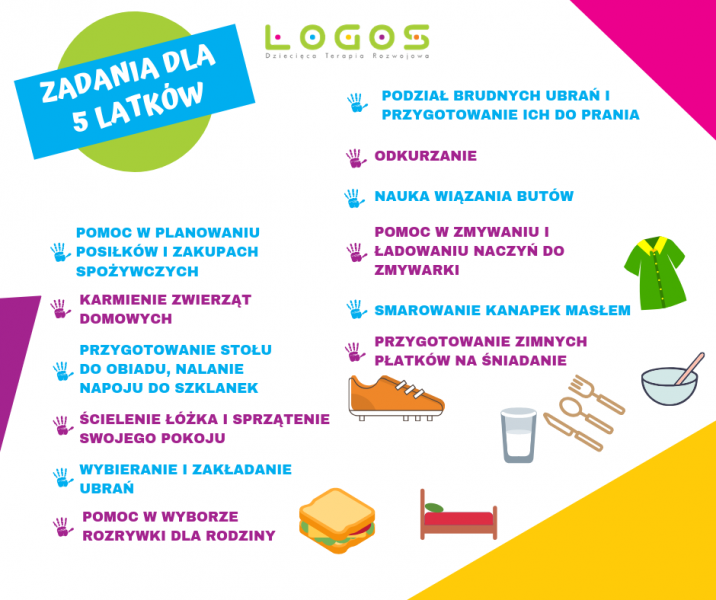 ZADANIA DLA
5 LATKÓW
LOGOS
Dziecięca Terapia Rozwojowa
POMOC W PLANOWANIU
POSIŁKÓW I ZAKUPACH
SPOŻYWCZYCH
KARMIENIE ZWIERZĄT
DOMOWYCH
PRZYGOTOWANIE STOŁU
DO OBIADU, NALANIE
NAPOJU DO SZKLANEK
ŚCIELENIE ŁÓŻKA I SPRZĄTENIE
SWOJEGO POKOJU
WYBIERANIE I ZAKŁADANIE
UBRAŃ
POMOC W WYBORZE
ROZRYWKI DLA RODZINY
PODZIAŁ BRUDNYCH UBRAŃ I
PRZYGOTOWANIE ICH DO PRANIA
ODKURZANIE
NAUKA WIĄZANIA BUTÓW
POMOC W ZMYWANIU I
ŁADOWANIU NACZYŃ DO
ZMYWARKI
SMAROWANIE KANAPEK MASŁEM
PRZYGOTOWANIE ZIMNYCH
PŁATKÓW NA ŚNIADANIE